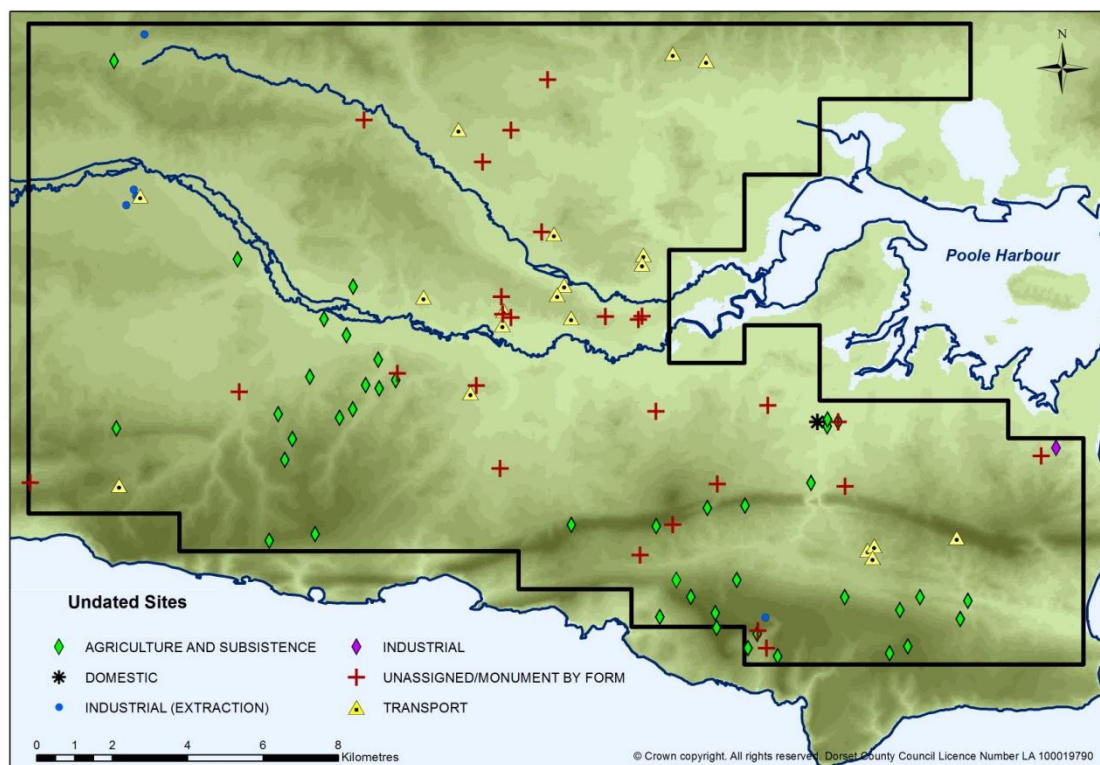 N
Poole Harbour
Undated Sites
AGRICULTURE AND SUBSISTENCE
DOMESTIC
INDUSTRIAL (EXTRACTION)
INDUSTRIAL
UNASSIGNED/MONUMENT BY FORM
TRANSPORT
0 1 2 4 6 8
Kilometres
© Crown copyright. All rights reserved. Dorset County Council Licence Number LA 100019790